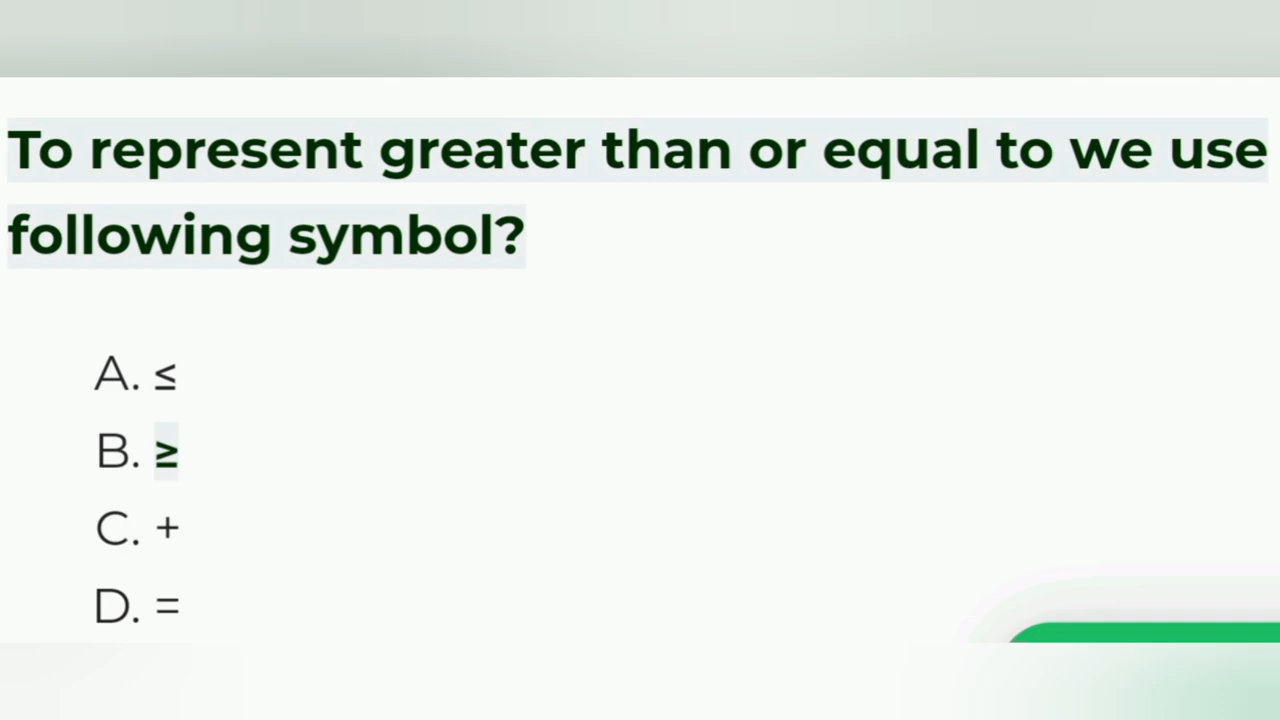 To represent greater than or equal to we use
following symbol?
A. ≤
B. ≥
C. +
D. =